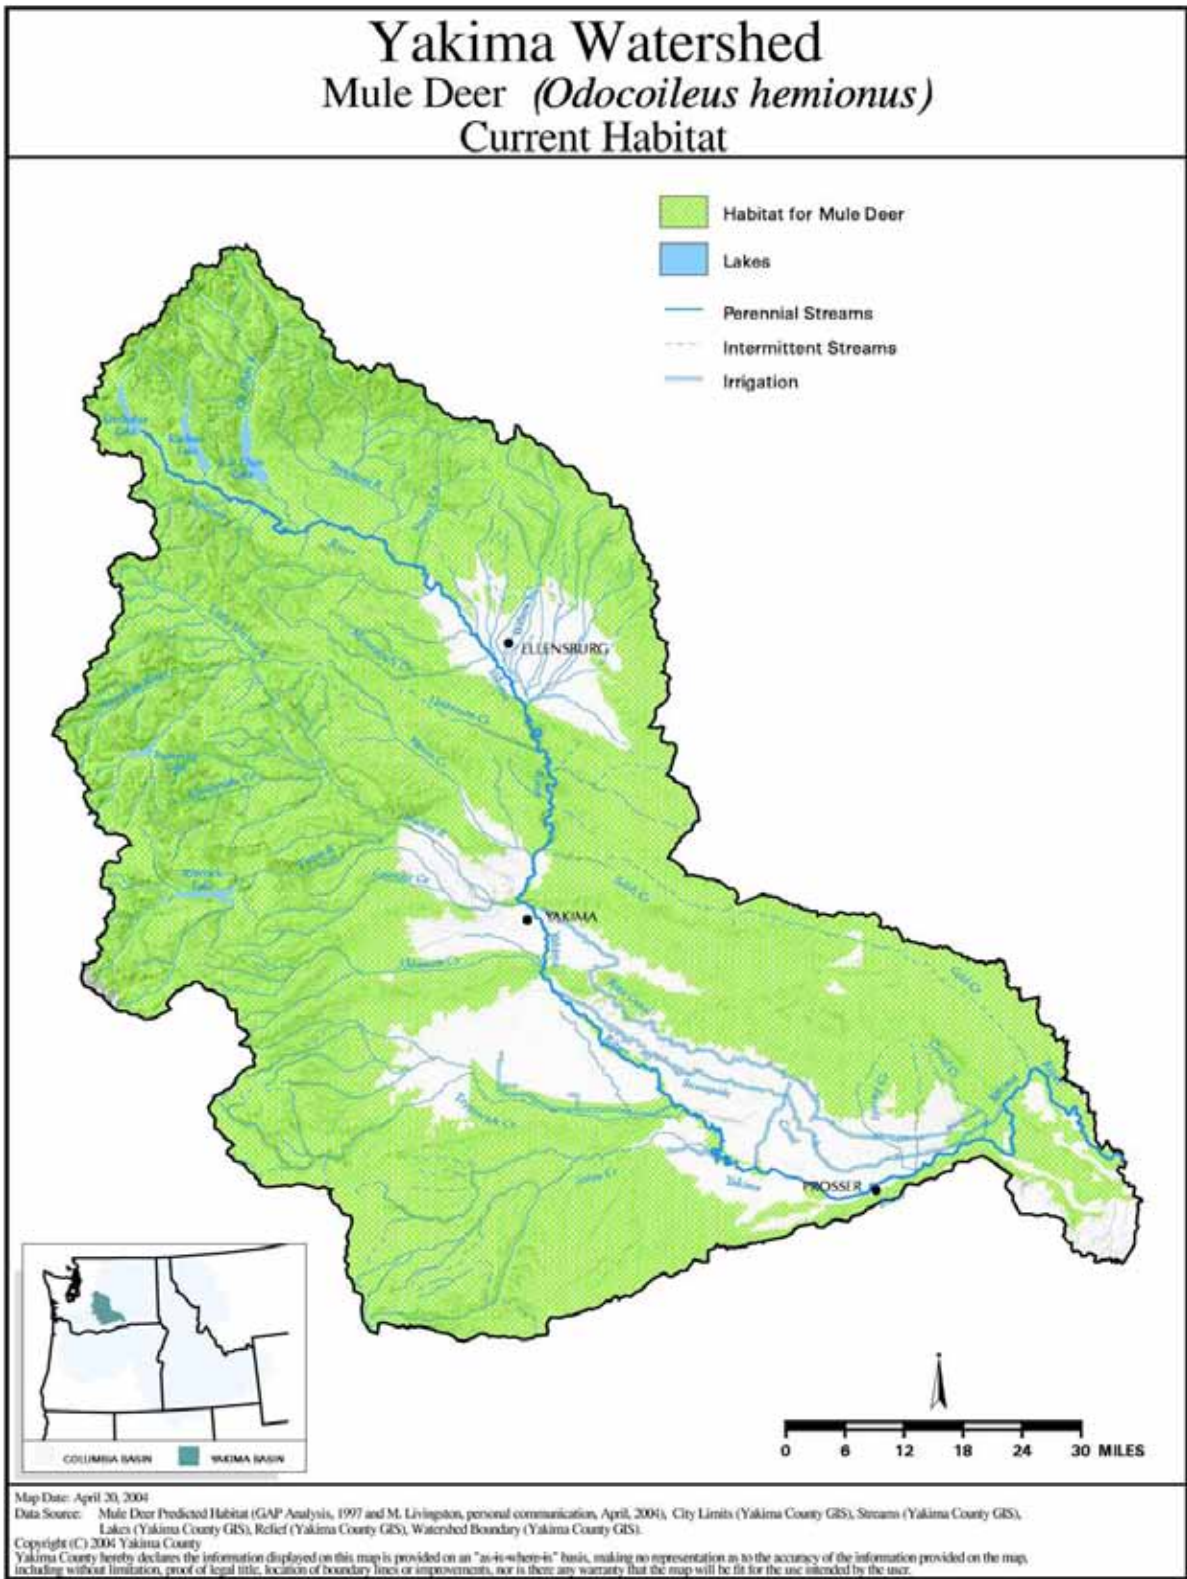 Yakima Watershed
Mule Deer (Odocoileus hemionus)
Current Habitat
Habitat for Mule Deer
Lakes
Perennial Streams
Intermittent Streams
Irrigation
River
ELLENSBURG
YAKIMA
Selah Cr
Yakima
PROSSER
COLUMBIA BASIN
YAKIMA BASIN
0 6 12 18 24 30 MILES
Map Date: April 20, 2004
Data Source: Mule Deer Predicted Habitat (GAP Analysis, 1997 and M. Livingston, personal communication, April, 2004), City Limits (Yakima County GIS), Streams (Yakima County GIS),
Lakes (Yakima County GIS), Relief (Yakima County GIS), Watershed Boundary (Yakima County GIS).
Copyright (C) 2004 Yakima County
Yakima County hereby declares the information displayed on this map is provided on an "as-is-where-is" basis, making no representation as to the accuracy of the information provided on the map,
including without limitation, proof of legal title, location of boundary lines or improvements, nor is there any warranty that the map will be fit for the use intended by the user.